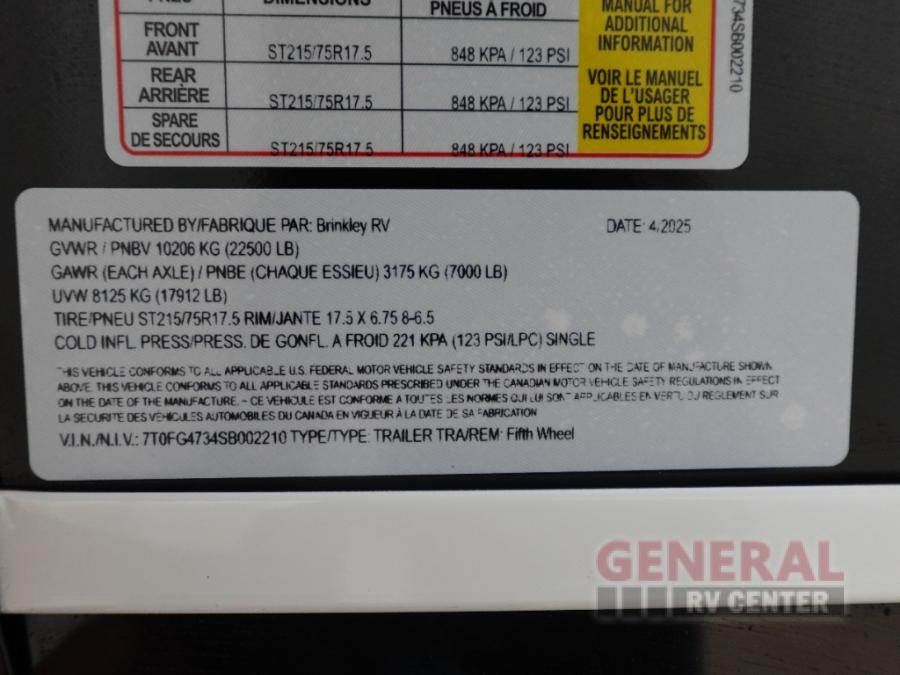 DIMENSIONS
PNEUS À FROID
MANUAL FOR
ADDITIONAL
INFORMATION
FRONT
AVANT
ST215/75R17.5
848 KPA / 123 PSI
REAR
ARRIÈRE
ST215/75R17.5
848 KPA / 123 PSI
SPARE
DE SECOURS
ST215/75R17.5
848 KPA / 123 PSI
VOIR LE MANUEL
DE L'USAGER
POUR PLUS DE
RENSEIGNEMENTS
734SB002210
MANUFACTURED BY/FABRIQUE PAR: Brinkley RV DATE: 4/2025
GVWR / PNBV 10206 KG (22500 LB)
GAWR (EACH AXLE) / PNBE (CHAQUE ESSIEU) 3175 KG (7000 LB)
UVW 8125 KG (17912 LB)
TIRE/PNEU ST215/75R17.5 RIM/JANTE 17.5 X 6.75 8-6.5
COLD INFL. PRESS/PRESS. DE GONFL. A FROID 221 KPA (123 PSI/LPC) SINGLE
THIS VEHICLE CONFORMS TO ALL APPLICABLE U.S. FEDERAL MOTOR VEHICLE SAFETY STANDARDS IN EFFECT ON THE DATE OF MANUFACTURE SHOWN
ABOVE. THIS VEHICLE CONFORMS TO ALL APPLICABLE STANDARDS PRESCRIBED UNDER THE CANADIAN MOTOR VEHICLE SAFETY REGULATIONS IN EFFECT
ON THE DATE OF THE MANUFACTURE. - CE VEHICULE EST CONFORME A TOUTES LES NORMES QUI LUI SONT APPLICABLES EN VERTU DU REGLEMENT SUR
LA SECURITE DES VÉHICULES AUTOMOBILES DU CANADA EN VIGUEUR À LA DATE DE SA FABRICATION
V.I.N./N.I.V.: 7T0FG4734SB002210 TYPE/TYPE: TRAILER TRA/REM: Fifth Wheel
GENERAL
RV CENTER